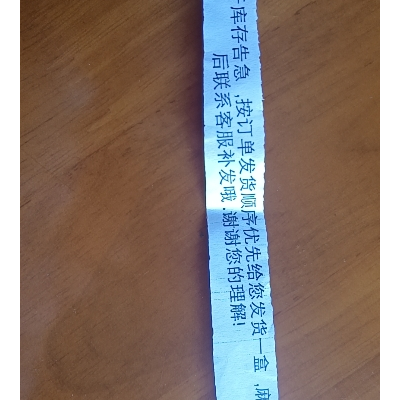 库存告急,按订单发货顺序优先给您发货一盒,麻
后联系客服补发哦.谢谢您的理解!